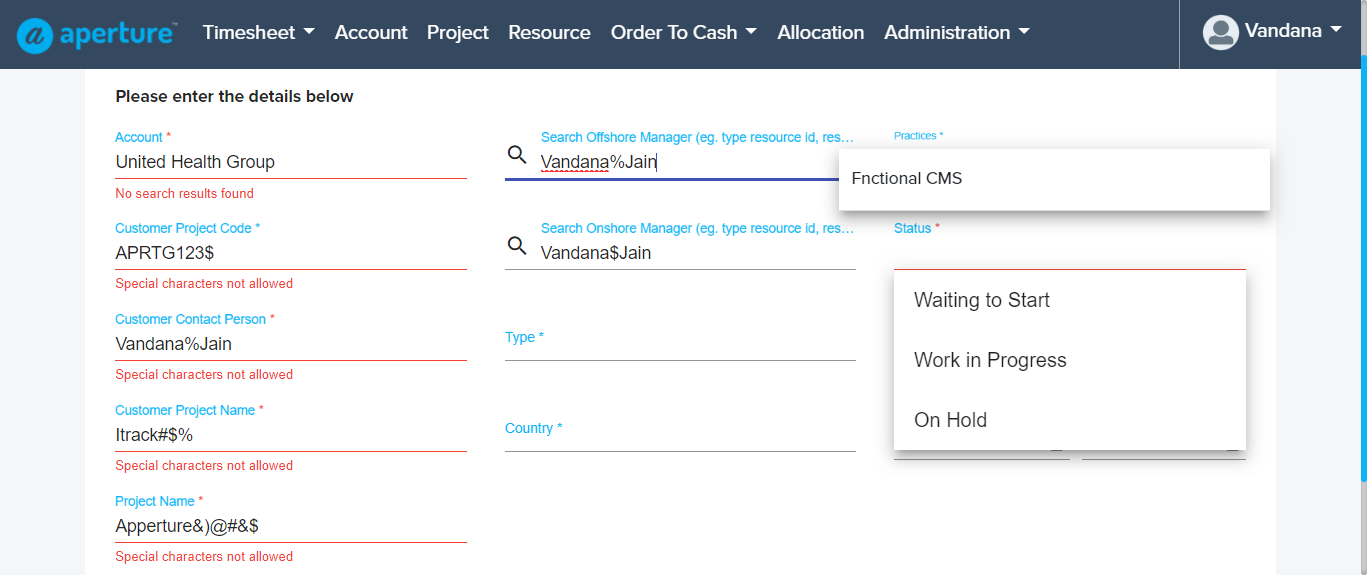 aperture™ Timesheet Account Project Resource Order To Cash Allocation Administration Vandana
Please enter the details below
Account *
United Health Group
No search results found
Customer Project Code *
APRTG123$
Special characters not allowed
Customer Contact Person *
Vandana%Jain
Special characters not allowed
Customer Project Name *
Itrack#$%
Special characters not allowed
Project Name *
Apperture&)@#&$
Special characters not allowed
Search Offshore Manager (eg. type resource id, res…
Vandana%Jain
Search Onshore Manager (eg. type resource id, res…
Vandana$Jain
Type *
Country *
Practices *
Fnctional CMS
Status *
Waiting to Start
Work in Progress
On Hold